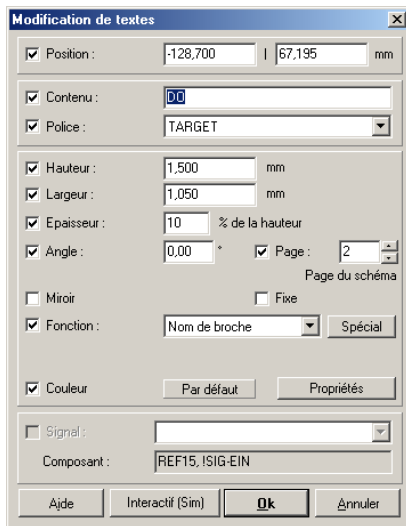 Modification de textes
Position : -128,700 | 67,195 mm
Contenu : D0
Police : TARGET
Hauteur : 1,500 mm
Largeur : 1,050 mm
Epaisseur : 10 % de la hauteur
Angle : 0,00 ° Page : 2
Page du schéma
Miroir Fixe
Fonction : Nom de broche Spécial
Couleur Par défaut Propriétés
Signal :
Composant : REF15, !SIG-EIN
Aide Interactif (Sim) Ok Annuler